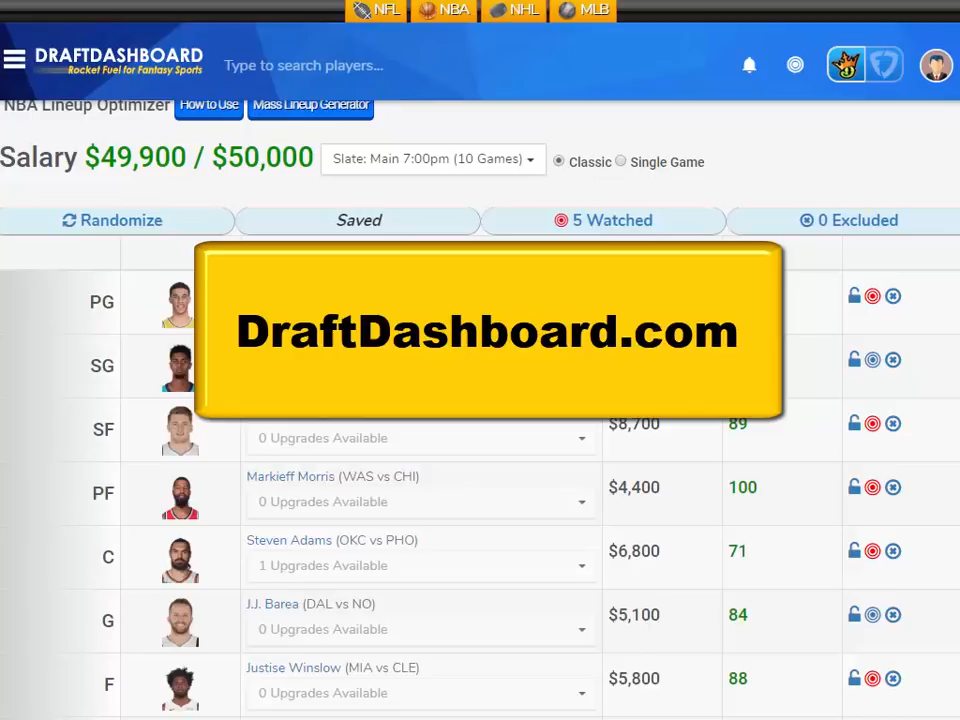 NFL NBA NHL MLB
DRAFTDASHBOARD
Rocket Fuel for Fantasy Sports
Type to search players...
NBA Lineup Optimizer How to Use Mass Lineup Generator
Salary $49,900 / $50,000 Slate: Main 7:00pm (10 Games) Classic Single Game
Randomize Saved 5 Watched 0 Excluded
PG
DraftDashboard.com
SG
SF $8,700 89
0 Upgrades Available
Markieff Morris (WAS vs CHI)
PF 0 Upgrades Available $4,400 100
Steven Adams (OKC vs PHO)
C 1 Upgrades Available $6,800 71
J.J. Barea (DAL vs NO)
G 0 Upgrades Available $5,100 84
Justise Winslow (MIA vs CLE)
F 0 Upgrades Available $5,800 88